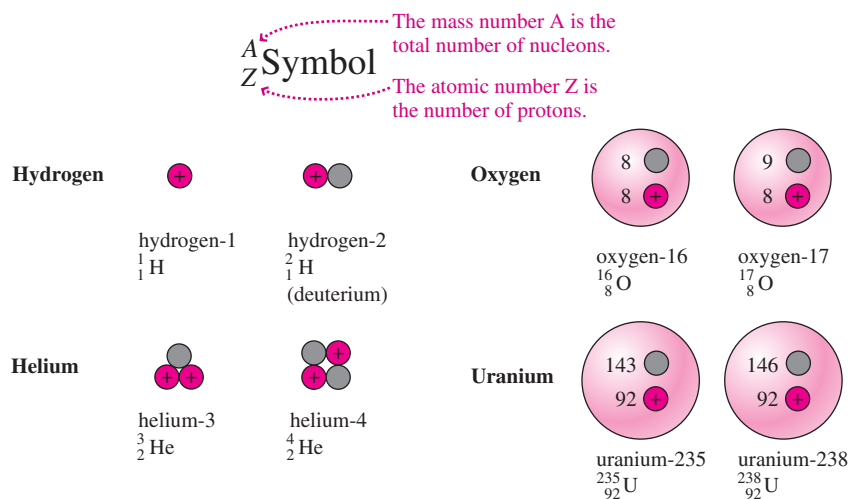 The mass number A is the
total number of nucleons.
A
Z Symbol
The atomic number Z is
the number of protons.
Hydrogen
+
+
hydrogen-1
1
1 H
hydrogen-2
2
1 H
(deuterium)
Oxygen
8
8 +
9
8 +
oxygen-16
16
8 O
oxygen-17
17
8 O
Helium
+ +
+
+
helium-3
3
2 He
helium-4
4
2 He
Uranium
143
92 +
146
92 +
uranium-235
235
92 U
uranium-238
238
92 U